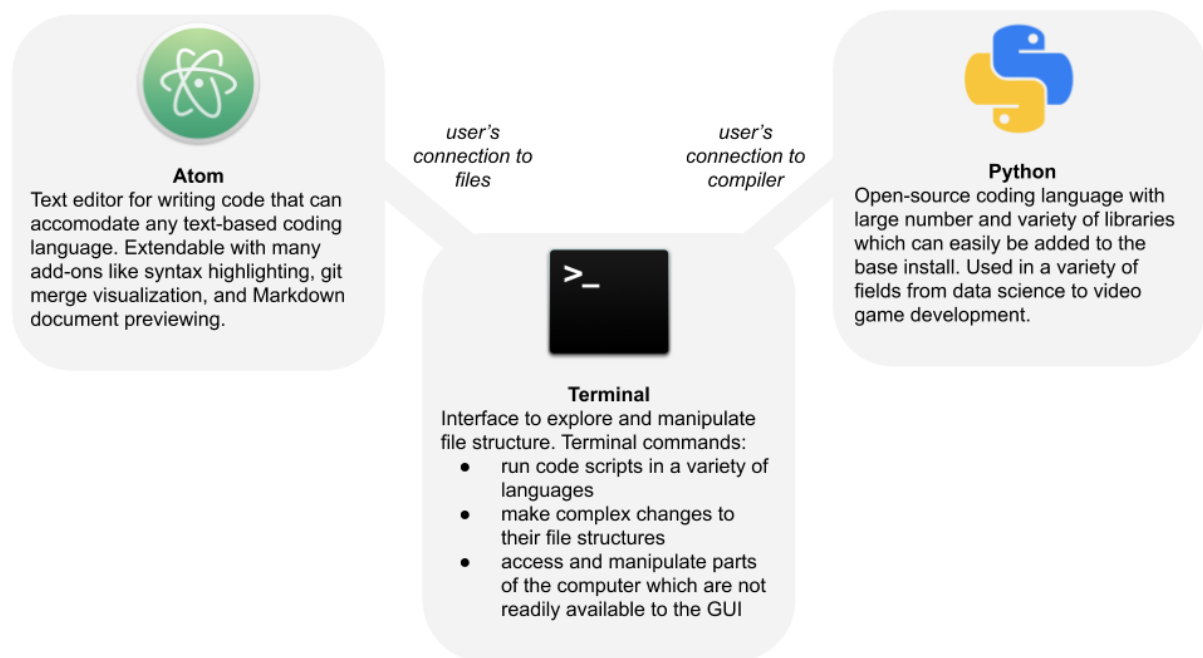 Atom
Text editor for writing code that can
accomodate any text-based coding
language. Extendable with many
add-ons like syntax highlighting, git
merge visualization, and Markdown
document previewing.
user's
connection to
files
user's
connection to
compiler
Python
Open-source coding language with
large number and variety of libraries
which can easily be added to the
base install. Used in a variety of
fields from data science to video
game development.
>_
Terminal
Interface to explore and manipulate
file structure. Terminal commands:
● run code scripts in a variety of
languages
● make complex changes to
their file structures
● access and manipulate parts
of the computer which are not
readily available to the GUI